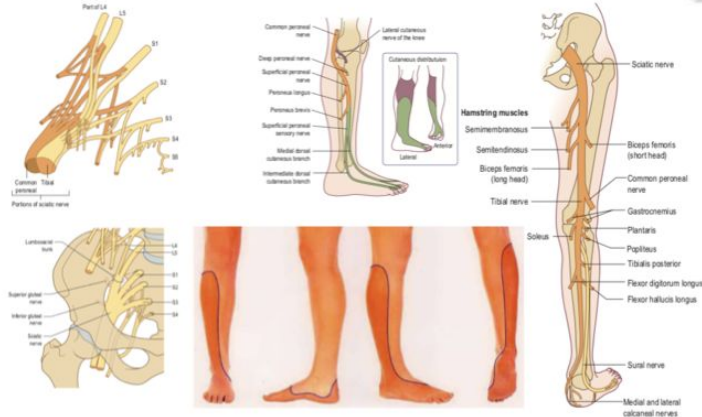 Part of L4
L5
S1
S2
S3
S4
S5
Common
peroneal
Tibial
Portions of sciatic nerve
Common peroneal
nerve
Lateral cutaneous
nerve of the knee
Deep peroneal nerve
Superficial peroneal
nerve
Peroneus longus
Peroneus brevis
Superficial peroneal
sensory nerve
Medial dorsal
cutaneous branch
Intermediate dorsal
cutaneous branch
Cutaneous distributuion
Anterior
Lateral
Sciatic nerve
Hamstring muscles
Semimembranosus
Semitendinosus
Biceps femoris
(long head)
Tibial nerve
Soleus
Biceps femoris
(short head)
Common peroneal
nerve
Gastrocnemius
Plantaris
Popliteus
Tibialis posterior
Flexor digitorum longus
Flexor hallucis longus
Sural nerve
Medial and lateral
calcaneal nerves
Lumbosacral
trunk
Superior gluteal
nerve
Inferior gluteal
nerve
Sciatic
nerve
L4
L5
S1
S2
S3
S4